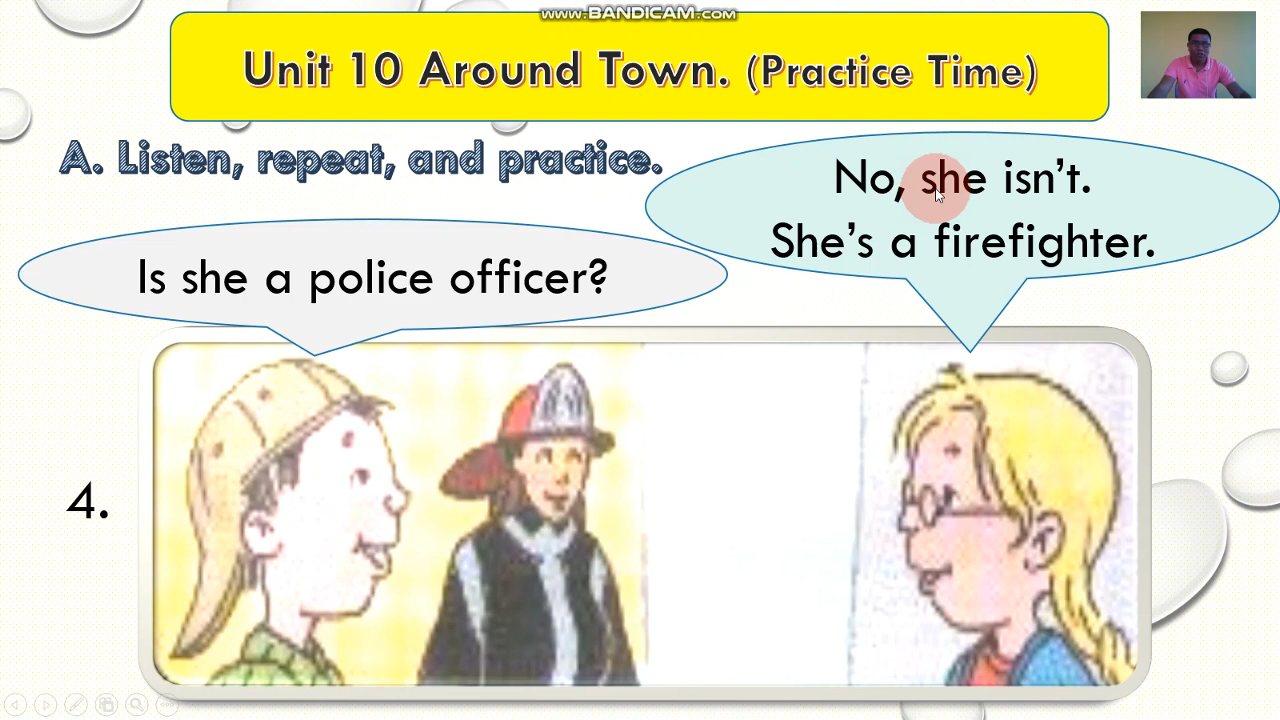 www.BANDICAM.com
Unit 10 Around Town. (Practice Time)
A. Listen, repeat, and practice.
No, she isn't.
She's a firefighter.
Is she a police officer?
4.